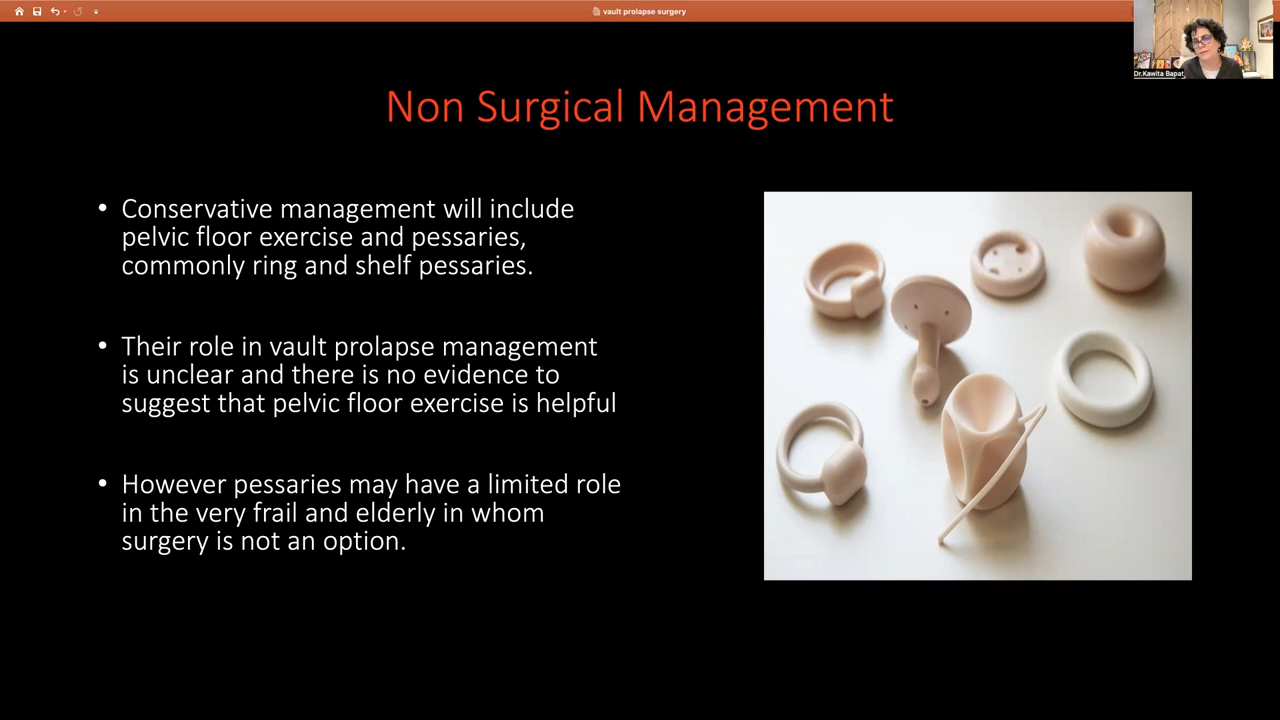 vault prolapse surgery
Dr.Kawita Bapat
Non Surgical Management
• Conservative management will include
pelvic floor exercise and pessaries,
commonly ring and shelf pessaries.
• Their role in vault prolapse management
is unclear and there is no evidence to
suggest that pelvic floor exercise is helpful
• However pessaries may have a limited role
in the very frail and elderly in whom
surgery is not an option.